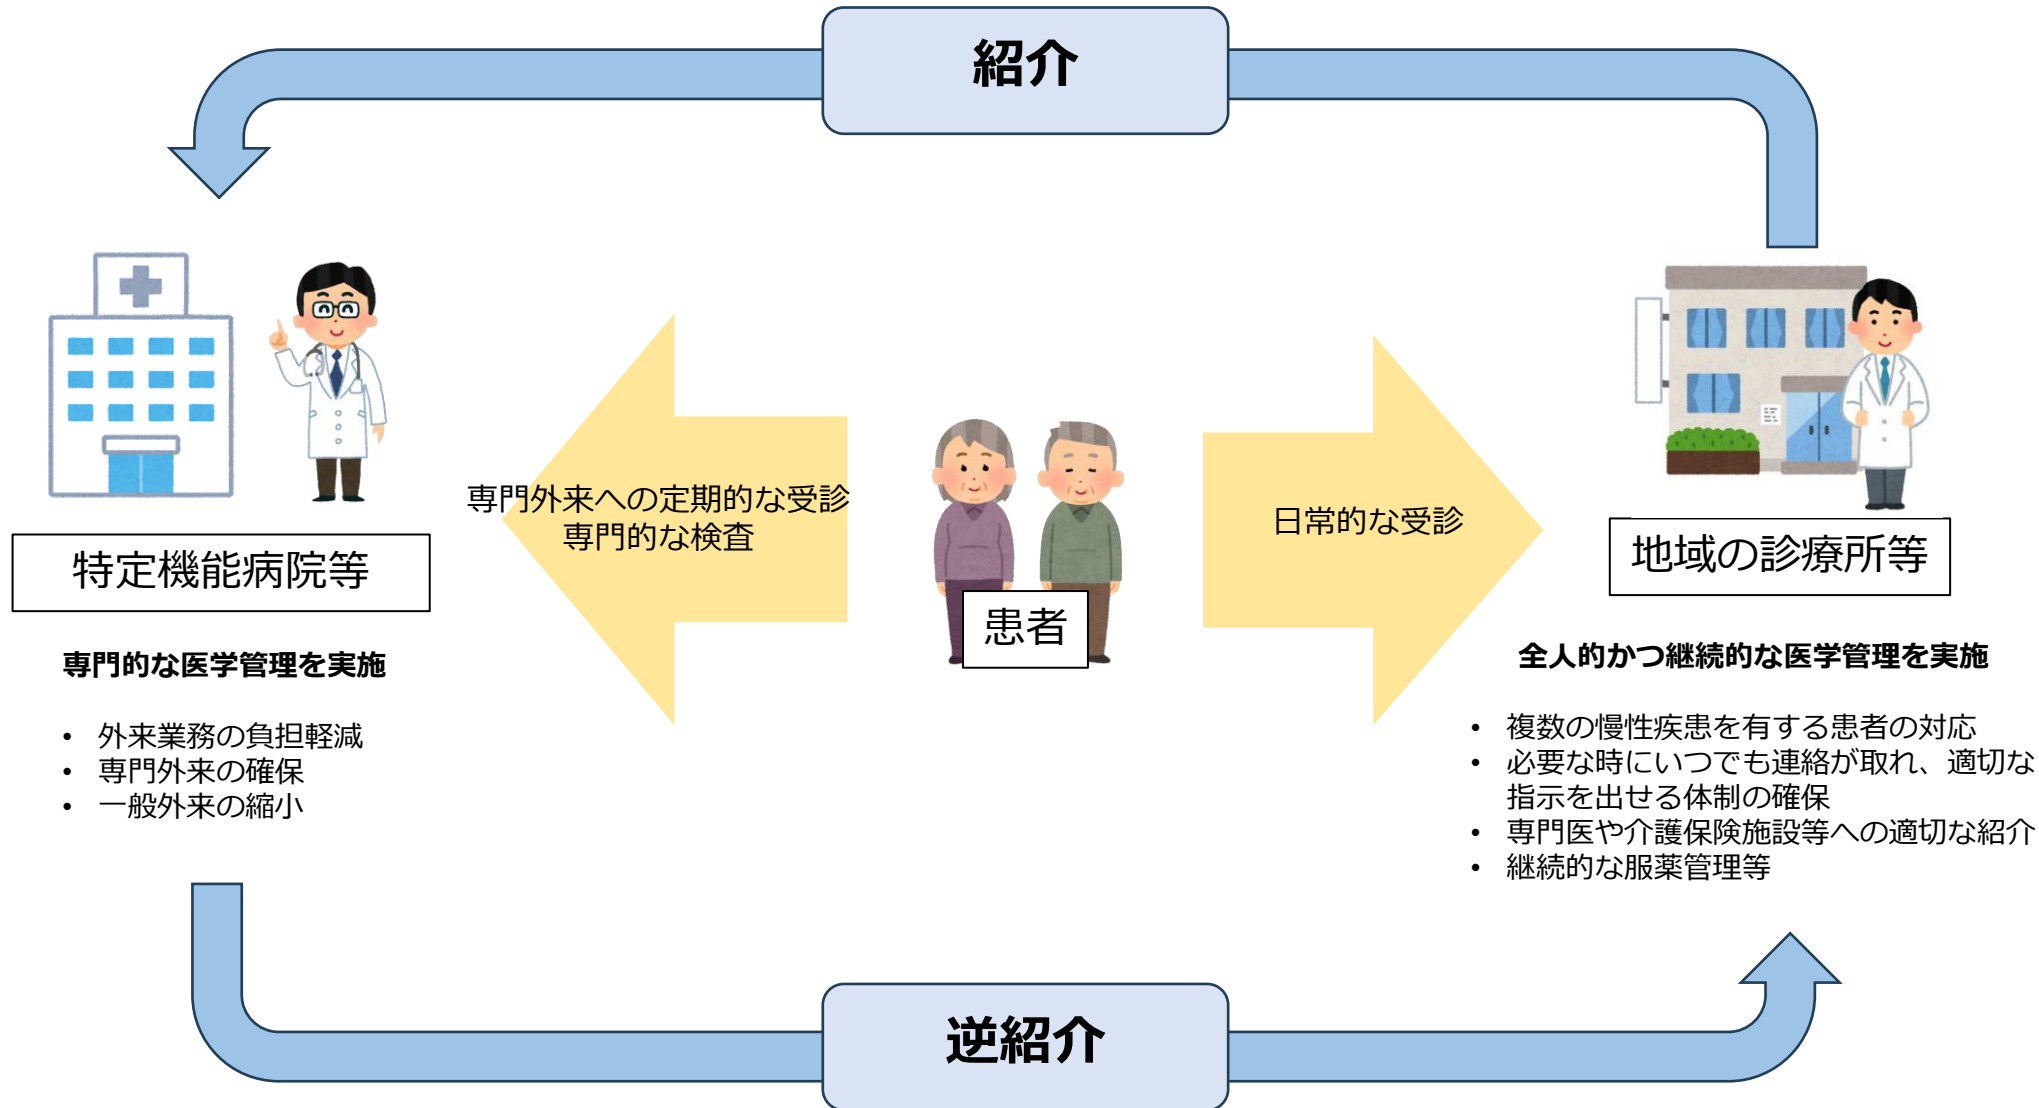 紹介
専門外来への定期的な受診
専門的な検査
日常的な受診
特定機能病院等
患者
地域の診療所等
専門的な医学管理を実施
• 外来業務の負担軽減
• 専門外来の確保
• 一般外来の縮小
全人的かつ継続的な医学管理を実施
• 複数の慢性疾患を有する患者の対応
• 必要な時にいつでも連絡が取れ、適切な
指示を出せる体制の確保
• 専門医や介護保険施設等への適切な紹介
• 継続的な服薬管理等
逆紹介